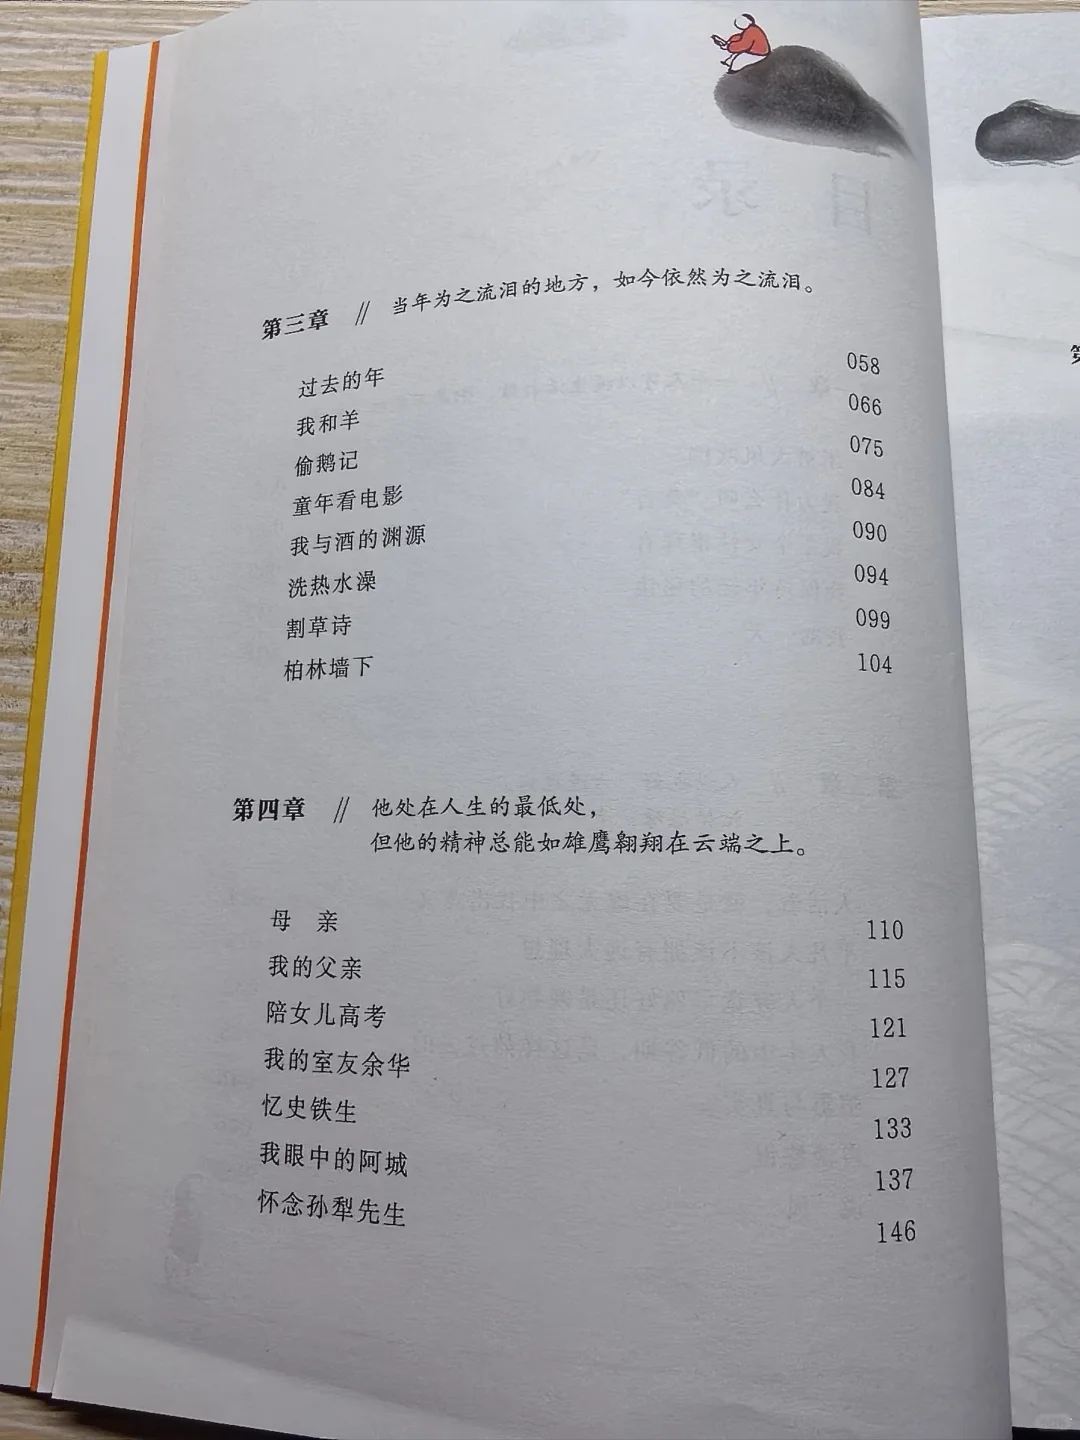 第三章 // 当年为之流泪的地方，如今依然为之流泪。
过去的年 058
我和羊 066
偷鹅记 075
童年看电影 084
我与酒的渊源 090
洗热水澡 094
割草诗 099
柏林墙下 104
第四章 // 他处在人生的最低处，
但他的精神总能如雄鹰翱翔在云端之上。
母 亲 110
我的父亲 115
陪女儿高考 121
我的室友余华 127
忆史铁生 133
我眼中的阿城 137
怀念孙犁先生 146